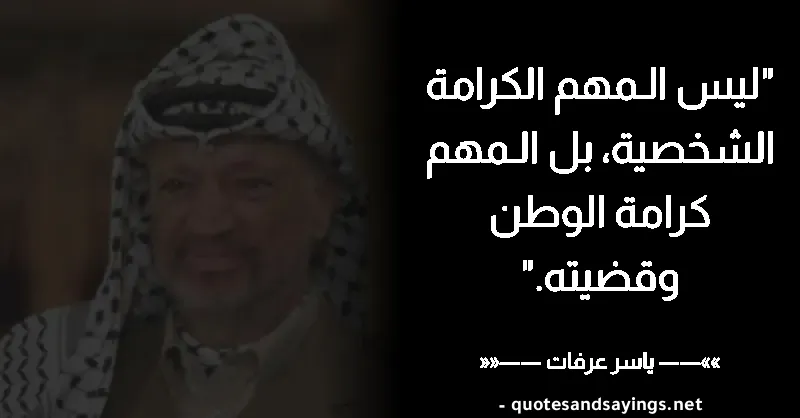 "ليس المهم الكرامة
الشخصية، بل المهم
كرامة الوطن
وقضيته."
»»—— ياسر عرفات ——««
- quotesandsayings.net